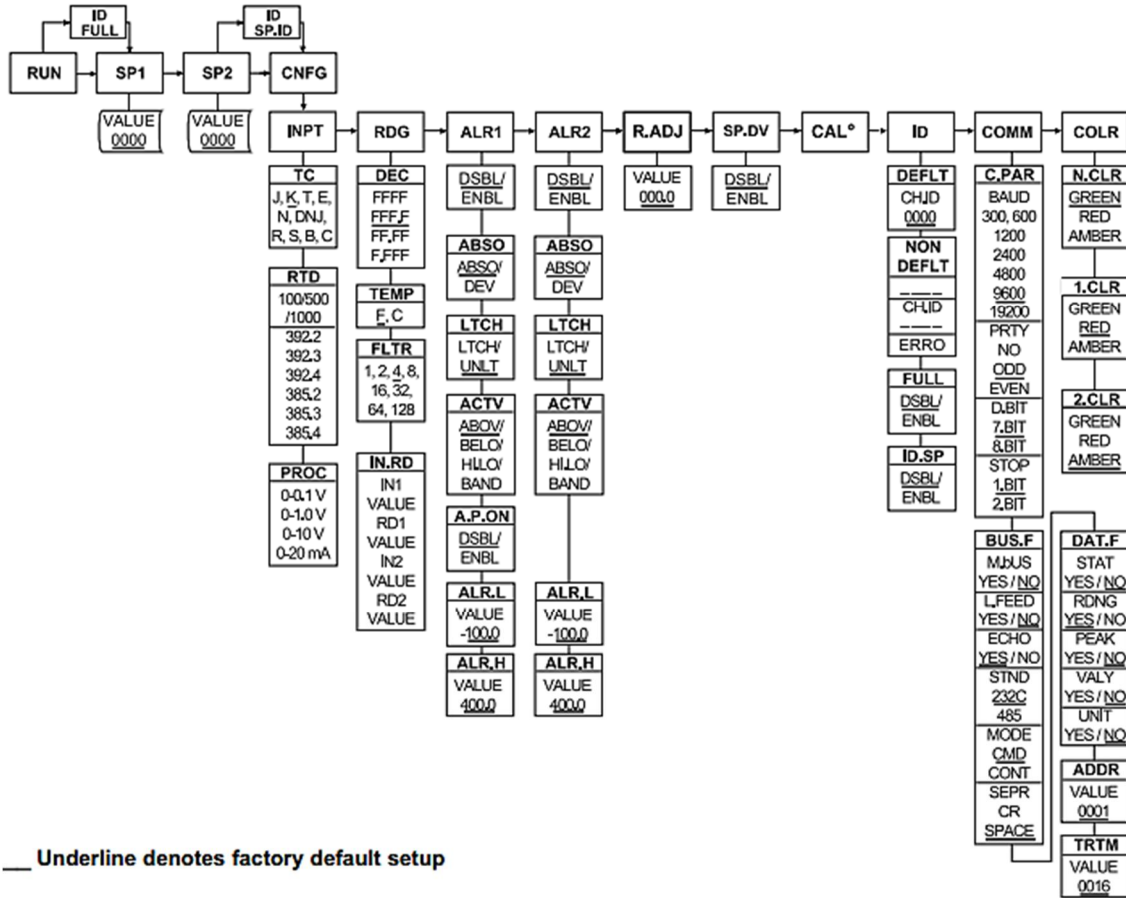 ID
FULL
ID
SP.ID
RUN
SP1
SP2
CNFG
VALUE
0000
VALUE
0000
INPT
RDG
ALR1
ALR2
R.ADJ
SP.DV
CAL°
ID
COMM
COLR
TC
J, K, T, E,
N, DNJ,
R, S, B, C
RTD
100/500
/1000
392.2
392.3
392.4
385.2
385.3
385.4
PROC
0-0.1 V
0-1.0 V
0-10 V
0-20 mA
DEC
FFFF
FFF.F
FF.FF
F.FFF
TEMP
F, C
FLTR
1, 2, 4, 8,
16, 32,
64, 128
IN.RD
IN1
VALUE
RD1
VALUE
IN2
VALUE
RD2
VALUE
DSBL/
ENBL
ABSO
ABSO/
DEV
LTCH
LTCH/
UNLT
ACTV
ABOV/
BELO/
HI.LO/
BAND
A.P.ON
DSBL/
ENBL
ALR.L
VALUE
-100.0
ALR.H
VALUE
400.0
DSBL/
ENBL
ABSO
ABSO/
DEV
LTCH
LTCH/
UNLT
ACTV
ABOV/
BELO/
HI.LO/
BAND
ALR.L
VALUE
-100.0
ALR.H
VALUE
400.0
VALUE
000.0
DSBL/
ENBL
DEFLT
CH.ID
0000
NON
DEFLT
____
CH.ID
____
ERRO
FULL
DSBL/
ENBL
ID.SP
DSBL/
ENBL
C.PAR
BAUD
300, 600
1200
2400
4800
9600
19200
PRTY
NO
ODD
EVEN
D.BIT
7.BIT
8.BIT
STOP
1.BIT
2.BIT
BUS.F
M.bUS
YES / NO
L.FEED
YES / NO
ECHO
YES / NO
STND
232C
485
MODE
CMD
CONT
SEPR
CR
SPACE
N.CLR
GREEN
RED
AMBER
1.CLR
GREEN
RED
AMBER
2.CLR
GREEN
RED
AMBER
DAT.F
STAT
YES / NO
RDNG
YES / NO
PEAK
YES / NO
VALY
YES / NO
UNIT
YES / NO
ADDR
VALUE
0001
TRTM
VALUE
0016
__ Underline denotes factory default setup